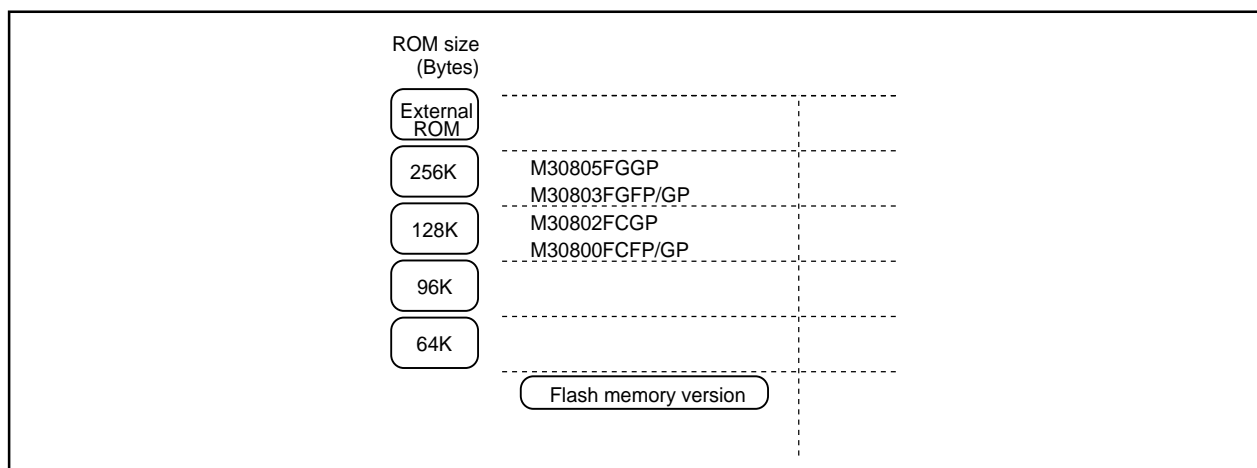 ROM size
(Bytes)
External
ROM
256K
M30805FGGP
M30803FGFP/GP
128K
M30802FCGP
M30800FCFP/GP
96K
64K
Flash memory version